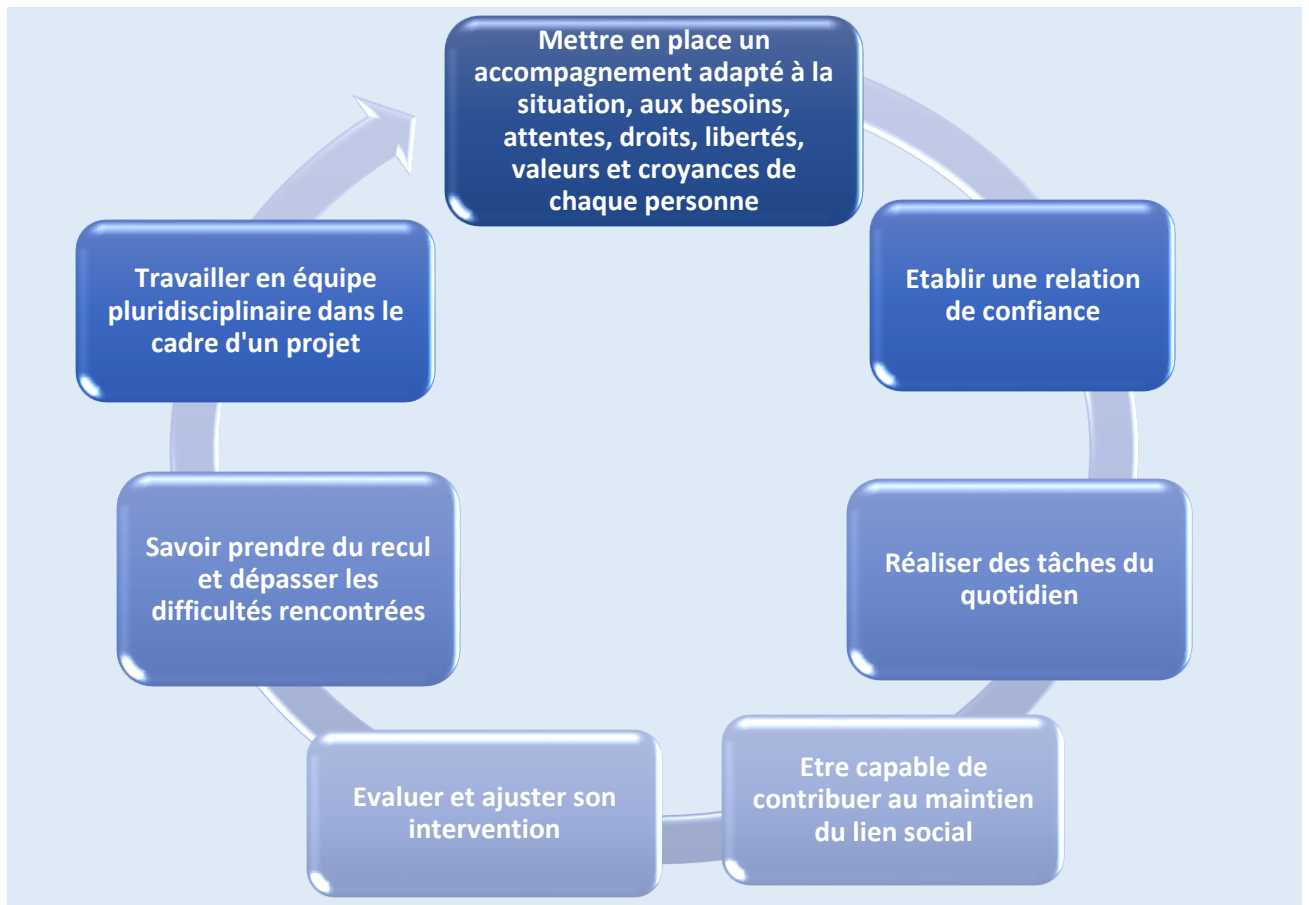 Mettre en place un
accompagnement adapté à la
situation, aux besoins,
attentes, droits, libertés,
valeurs et croyances de
chaque personne
Etablir une relation
de confiance
Réaliser des tâches du
quotidien
Etre capable de
contribuer au maintien
du lien social
Evaluer et ajuster son
intervention
Savoir prendre du recul
et dépasser les
difficultés rencontrées
Travailler en équipe
pluridisciplinaire dans le
cadre d'un projet